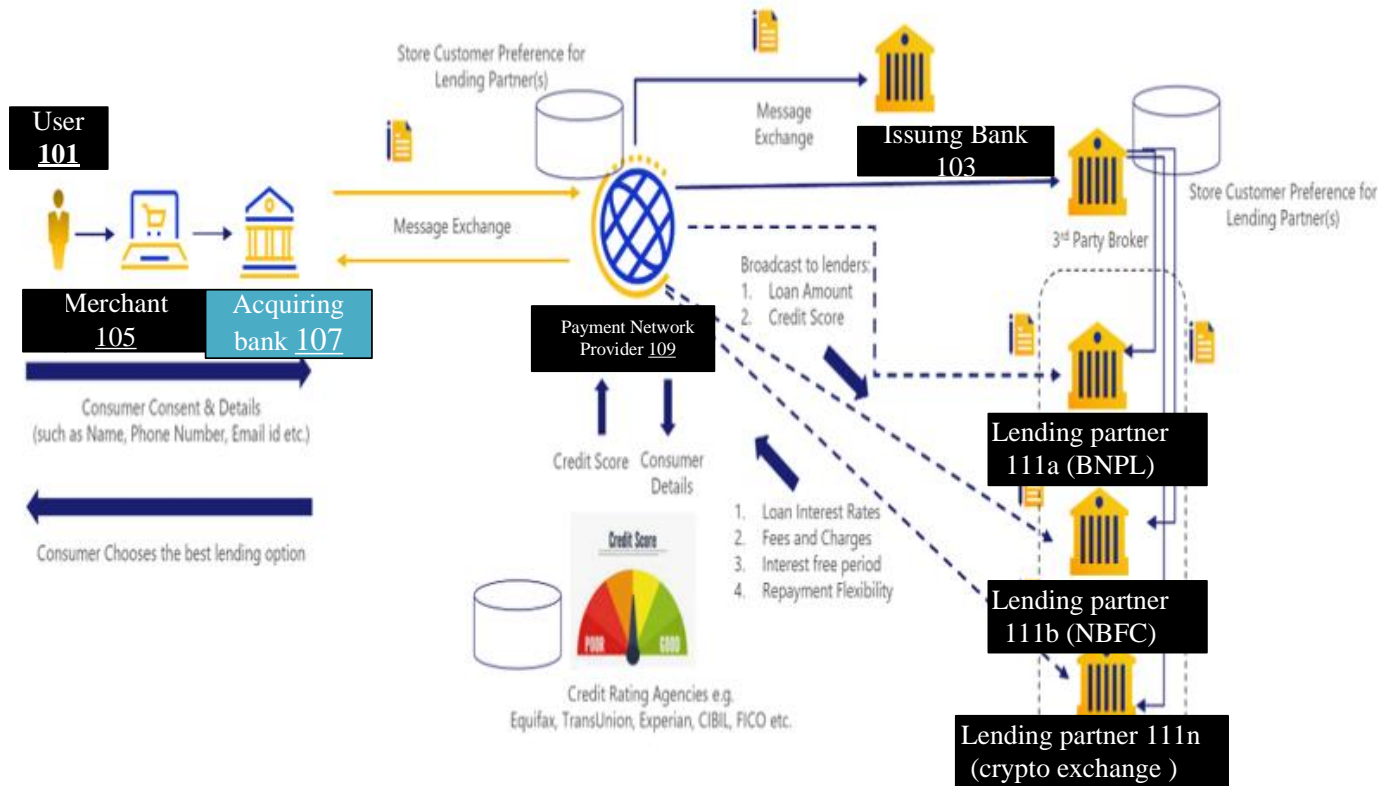 Store Customer Preference for
Lending Partner(s)
User
101
Message
Exchange
Issuing Bank
103
Message Exchange
Store Customer Preference for
Lending Partner(s)
3rd Party Broker
Merchant
105
Acquiring
bank 107
Payment Network
Provider 109
Broadcast to lenders:
1. Loan Amount
2. Credit Score
Consumer Consent & Details
(such as Name, Phone Number, Email id etc.)
Lending partner
111a (BNPL)
Credit Score
Consumer
Details
Consumer Chooses the best lending option
1. Loan Interest Rates
2. Fees and Charges
3. Interest free period
4. Repayment Flexibility
Credit Score
POOR
GOOD
Lending partner
111b (NBFC)
Credit Rating Agencies e.g.
Equifax, TransUnion, Experian, CIBIL, FICO etc.
Lending partner 111n
(crypto exchange )